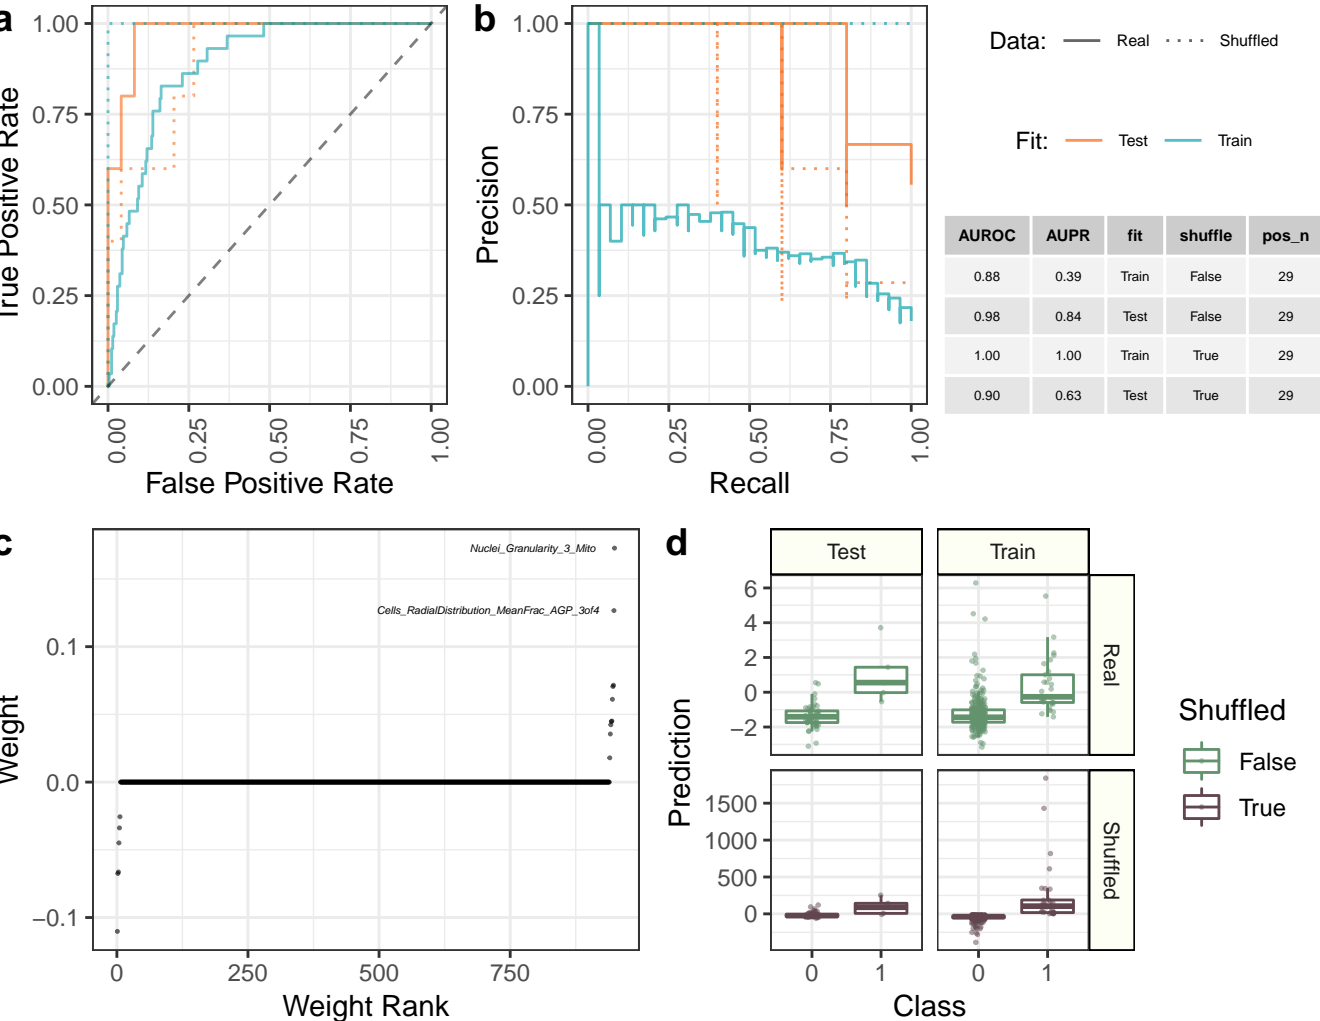 a
True Positive Rate
1.00
0.75
0.50
0.25
0.00
0.00
0.25
0.50
0.75
1.00
False Positive Rate
b
Precision
1.00
0.75
0.50
0.25
0.00
0.00
0.25
0.50
0.75
1.00
Recall
Data: Real Shuffled
Fit: Test Train
AUROC AUPR fit shuffle pos_n
0.88 0.39 Train False 29
0.98 0.84 Test False 29
1.00 1.00 Train True 29
0.90 0.63 Test True 29
c
Weight
Nuclei_Granularity_3_Mito
Cells_RadialDistribution_MeanFrac_AGP_3of4
0.1
0.0
−0.1
0 250 500 750
Weight Rank
d
Test Train
Prediction
6
4
2
0
−2
Real
1500
1000
500
0
Shuffled
0 1 0 1
Class
Shuffled
False
True